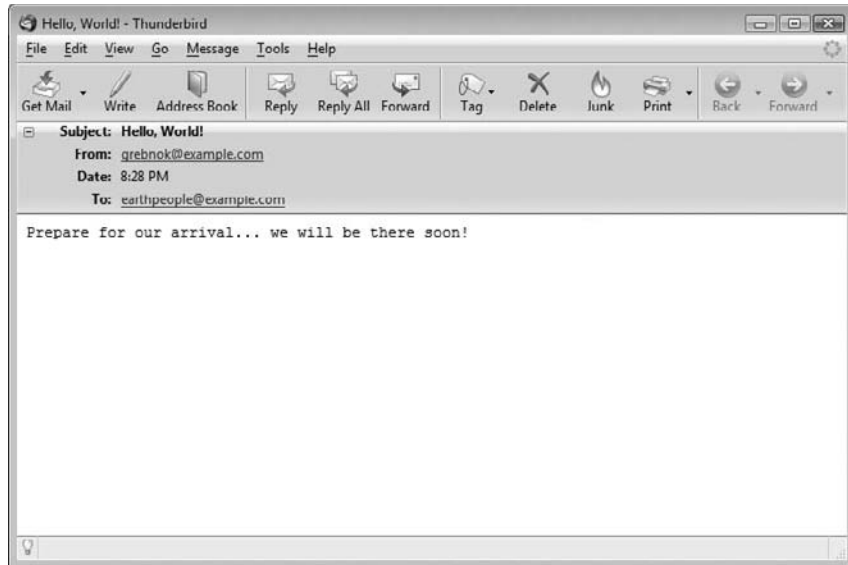 Hello, World! - Thunderbird
File Edit View Go Message Tools Help
Get Mail Write Address Book Reply Reply All Forward Tag Delete Junk Print Back Forward
Subject: Hello, World!
From: grebnok@example.com
Date: 8:28 PM
To: earthpeople@example.com
Prepare for our arrival... we will be there soon!